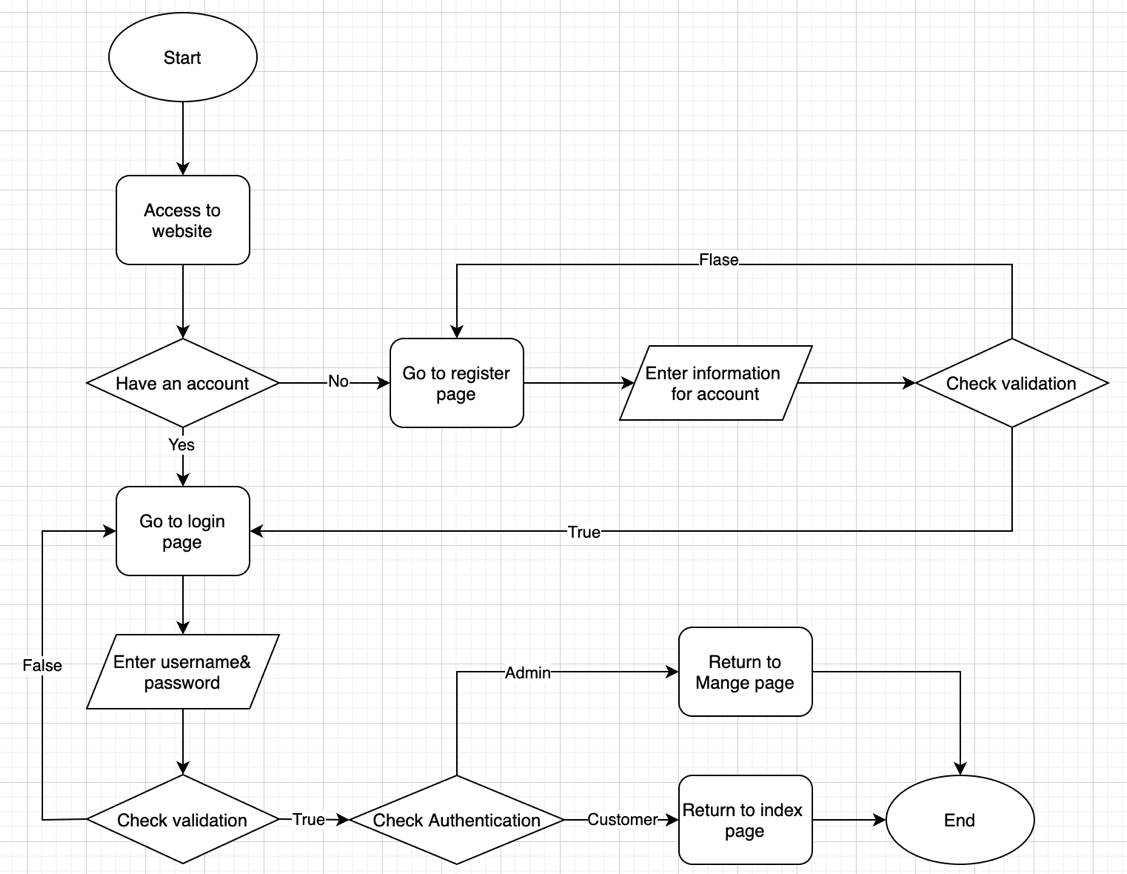 Start
Access to
website
Flase
Have an account
No
Go to register
page
Enter information
for account
Check validation
Yes
Go to login
page
True
Enter username&
password
False
Admin
Return to
Mange page
Check validation
True
Check Authentication
Customer
Return to index
page
End